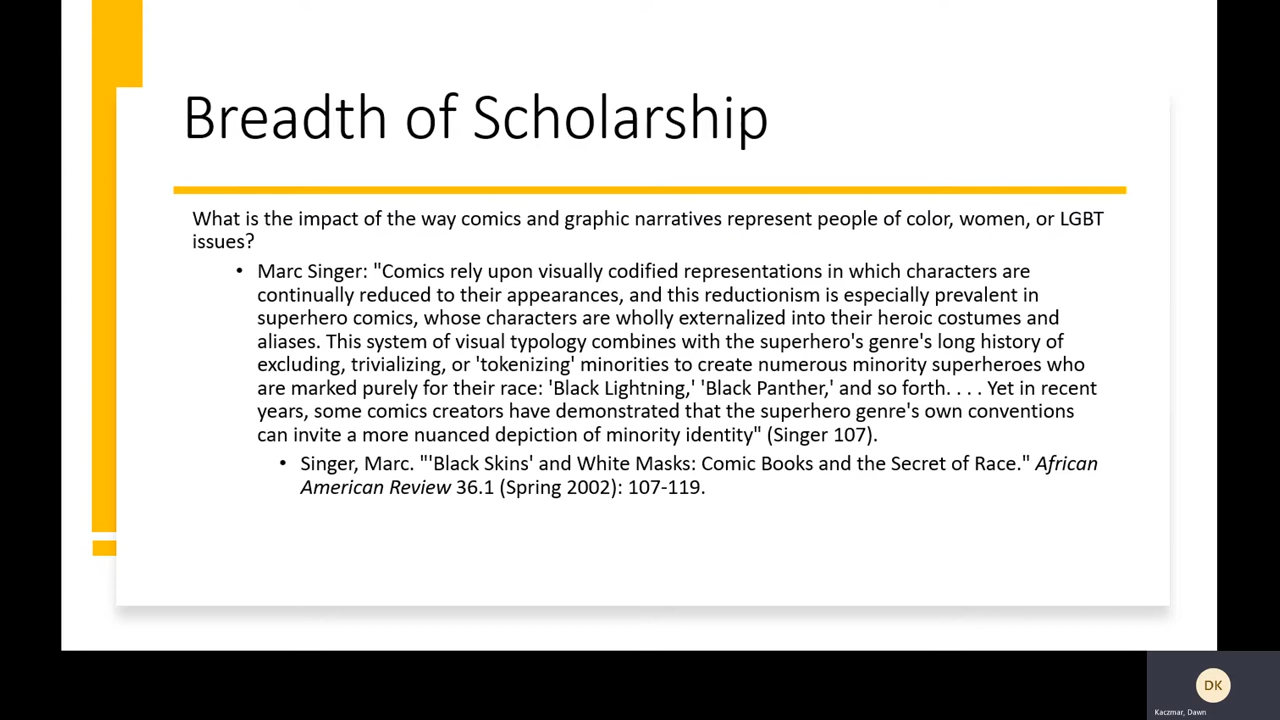 Breadth of Scholarship
What is the impact of the way comics and graphic narratives represent people of color, women, or LGBT
issues?
• Marc Singer: "Comics rely upon visually codified representations in which characters are
continually reduced to their appearances, and this reductionism is especially prevalent in
superhero comics, whose characters are wholly externalized into their heroic costumes and
aliases. This system of visual typology combines with the superhero's genre's long history of
excluding, trivializing, or 'tokenizing' minorities to create numerous minority superheroes who
are marked purely for their race: 'Black Lightning,' 'Black Panther,' and so forth. . . . Yet in recent
years, some comics creators have demonstrated that the superhero genre's own conventions
can invite a more nuanced depiction of minority identity" (Singer 107).
• Singer, Marc. "'Black Skins' and White Masks: Comic Books and the Secret of Race." African
American Review 36.1 (Spring 2002): 107-119.
DK
Kaczmar, Dawn